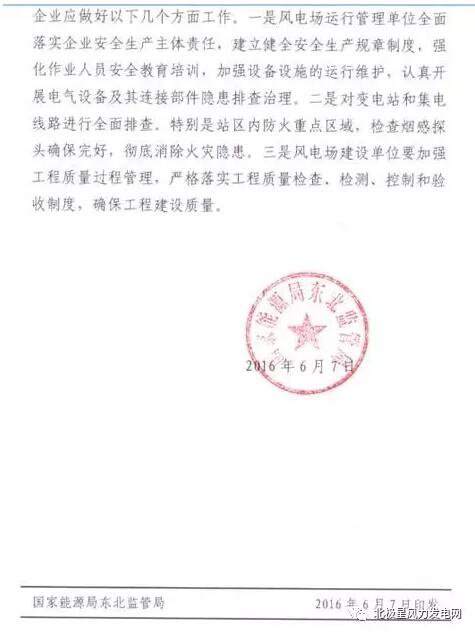 企业应做好以下几个方面工作。一是风电场运行管理单位全面
落实企业安全生产主体责任，建立健全安全生产规章制度，强
化作业人员安全教育培训，加强设备设施的运行维护，认真开
展电气设备及其连接部件隐患排查治理。二是对变电站和集电
线路进行全面排查。特别是站区内防火重点区域，检查烟感探
头确保完好，彻底消除火灾隐患。三是风电场建设单位要加强
工程质量过程管理，严格落实工程质量检查、检测、控制和验
收制度，确保工程建设质量。
国家能源局东北监管局
2016 年 6 月 7 日
国家能源局东北监管局 2016 年 6 月 7 日印发
北极星风力发电网